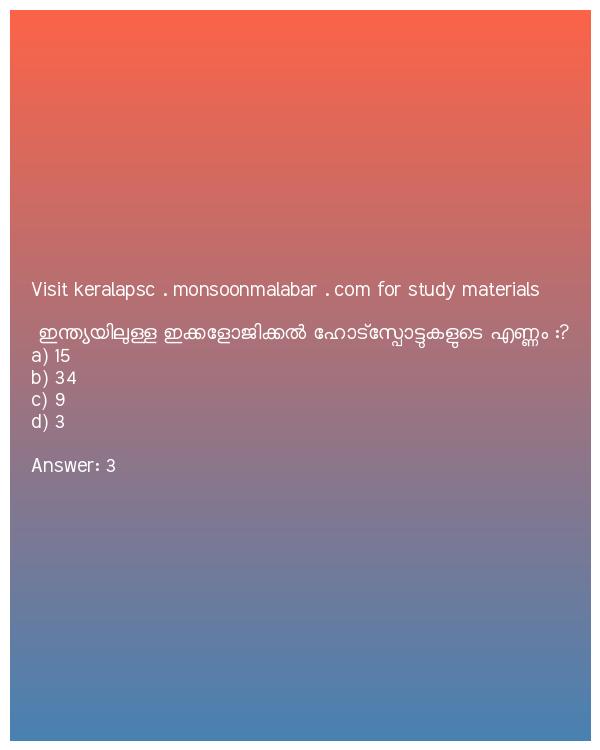 Visit keralapsc . monsoonmalabar . com for study materials
ഇന്ത്യയിലുള്ള ഇക്കളോജിക്കൽ ഹോട്സ്പോട്ടുകളുടെ എണ്ണം :?
a) 15
b) 34
c) 9
d) 3
Answer: 3